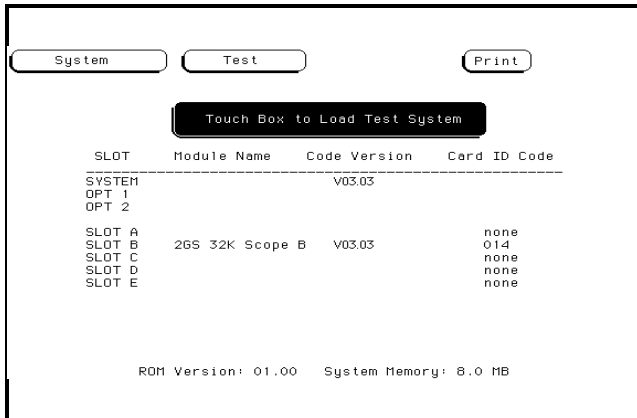 System Test Print
Touch Box to Load Test System
SLOT Module Name Code Version Card ID Code
SYSTEM V03.03
OPT 1
OPT 2
SLOT A none
SLOT B 2GS 32K Scope B V03.03 014
SLOT C none
SLOT D none
SLOT E none
ROM Version: 01.00 System Memory: 8.0 MB